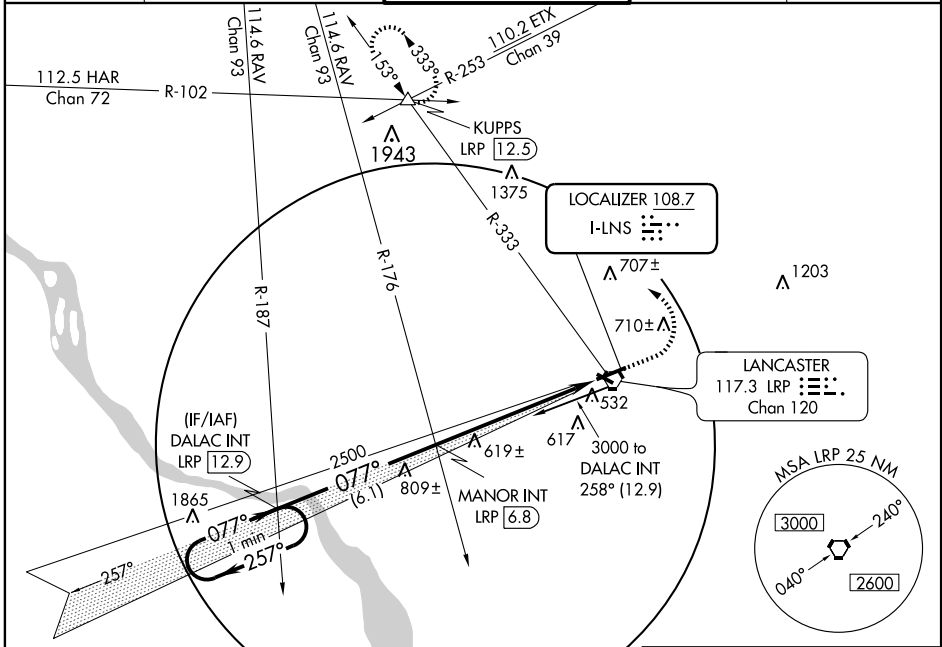 114.6 RAV
Chan 93
114.6 RAV
Chan 93
110.2 ETX
Chan 39
R-253
153°
333°
112.5 HAR
Chan 72
R-102
KUPPS
LRP 12.5
1943
1375
LOCALIZER 108.7
I-LNS
R-333
R-187
R-176
707±
1203
710±
LANCASTER
117.3 LRP
Chan 120
532
617
3000 to
DALAC INT
258° (12.9)
(IF/IAF)
DALAC INT
LRP 12.9
2500
077°
(6.1)
619±
809±
MANOR INT
LRP 6.8
1865
077°
1 min
257°
257°
MSA LRP 25 NM
3000
240°
040°
2600